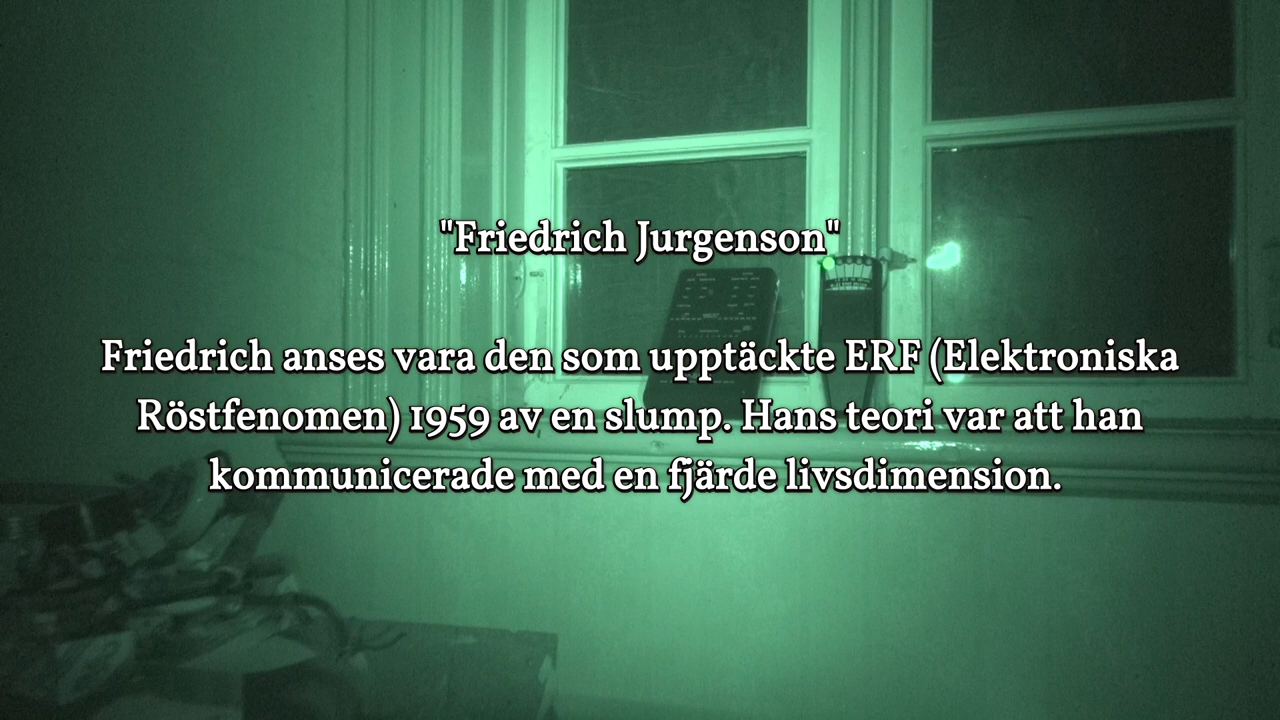 "Friedrich Jurgenson"
Friedrich anses vara den som upptäckte ERF (Elektroniska
Röstfenomen) 1959 av en slump. Hans teori var att han
kommunicerade med en fjärde livsdimension.